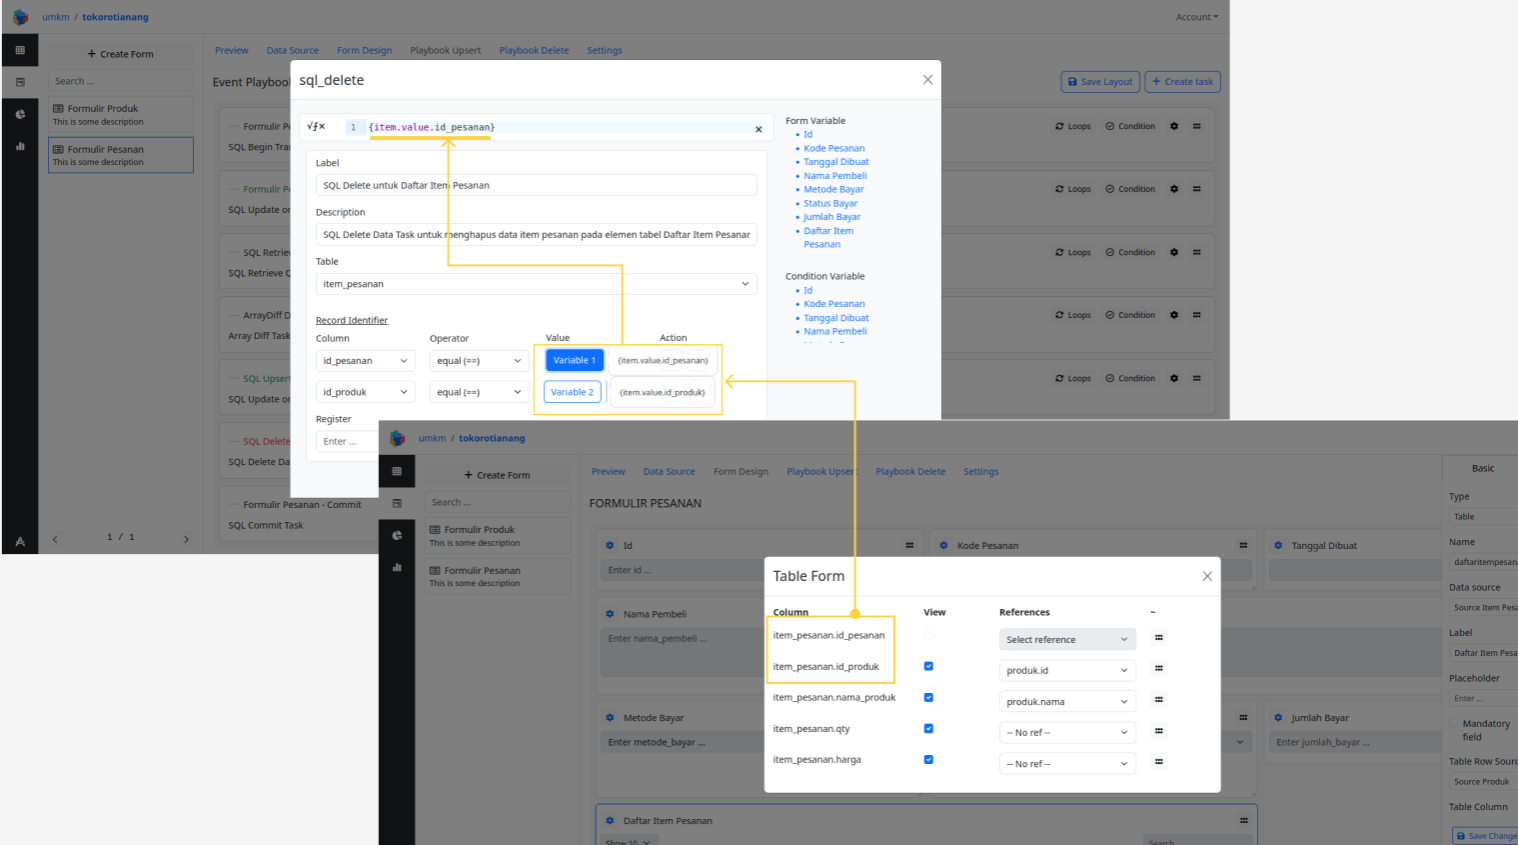 umkm / tokorotianang
Account
+ Create Form
Search ...
Formulir Produk
This is some description
Formulir Pesanan
This is some description
1 / 1
Preview
Data Source
Form Design
Playbook Upsert
Playbook Delete
Settings
Event Playboo
Save Layout
+ Create task
Formulir P
SQL Begin Tra
Loops
Condition
Formulir P
SQL Update or
Loops
Condition
SQL Retrie
SQL Retrieve
Loops
Condition
ArrayDiff D
Array Diff Task
Loops
Condition
SQL Upser
SQL Update or
Loops
Condition
SQL Delete
SQL Delete Da
Formulir Pesanan - Commit
SQL Commit Task
sql_delete
1 {item.value.id_pesanan}
Label
SQL Delete untuk Daftar Item Pesanan
Description
SQL Delete Data Task untuk menghapus data item pesanan pada elemen tabel Daftar Item Pesanar
Table
item_pesanan
Record Identifier
Column
Operator
Value
Action
id_pesanan
equal (==)
Variable 1
{item.value.id_pesanan}
id_produk
equal (==)
Variable 2
{item.value.id_produk}
Register
Enter ...
Form Variable
Id
Kode Pesanan
Tanggal Dibuat
Nama Pembeli
Metode Bayar
Status Bayar
Jumlah Bayar
Daftar Item
Pesanan
Condition Variable
Id
Kode Pesanan
Tanggal Dibuat
Nama Pembeli
umkm / tokorotianang
+ Create Form
Search ...
Formulir Produk
This is some description
Formulir Pesanan
This is some description
Preview
Data Source
Form Design
Playbook Upsert
Playbook Delete
Settings
FORMULIR PESANAN
Id
Enter id ...
Kode Pesanan
Tanggal Dibuat
Nama Pembeli
Enter nama_pembeli ...
Metode Bayar
Enter metode_bayar ...
Jumlah Bayar
Enter jumlah_bayar ...
Daftar Item Pesanan
Show 10
Search
Table Form
Column
View
References
~
item_pesanan.id_pesanan
Select reference
item_pesanan.id_produk
produk.id
item_pesanan.nama_produk
produk.nama
item_pesanan.qty
-- No ref --
item_pesanan.harga
-- No ref --
Basic
Type
Table
Name
daftaritempesan
Data source
Source Item Pesa
Label
Daftar Item Pesa
Placeholder
Enter ...
Mandatory
field
Table Row Sourc
Source Produk
Table Column
Save Change